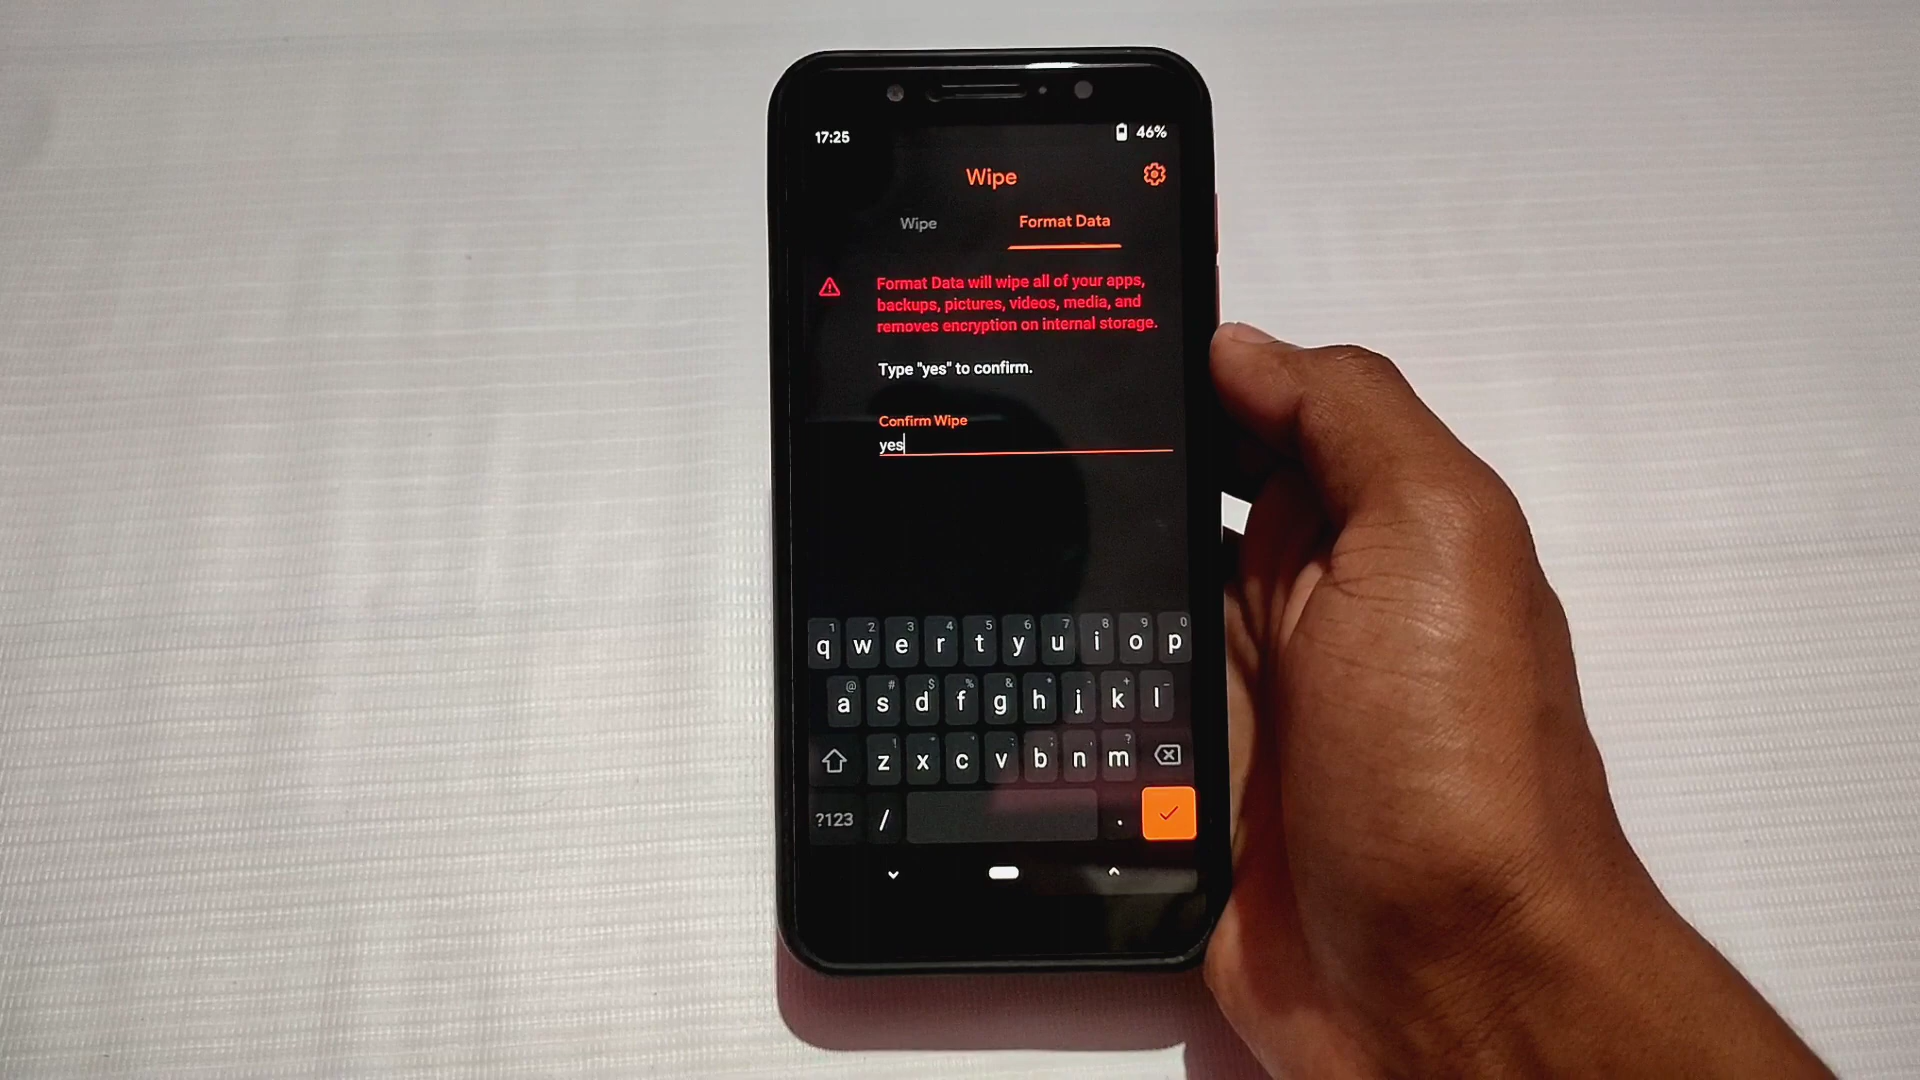 17:25 46%
Wipe
Wipe Format Data
Format Data will wipe all of your apps,
backups, pictures, videos, media, and
removes encryption on internal storage.
Type "yes" to confirm.
Confirm Wipe
yes
1 2 3 4 5 6 7 8 9 0
q w e r t y u i o p
@ # $ % & * - + _
a s d f g h j k l
z x c v b n m ?
?123 / .